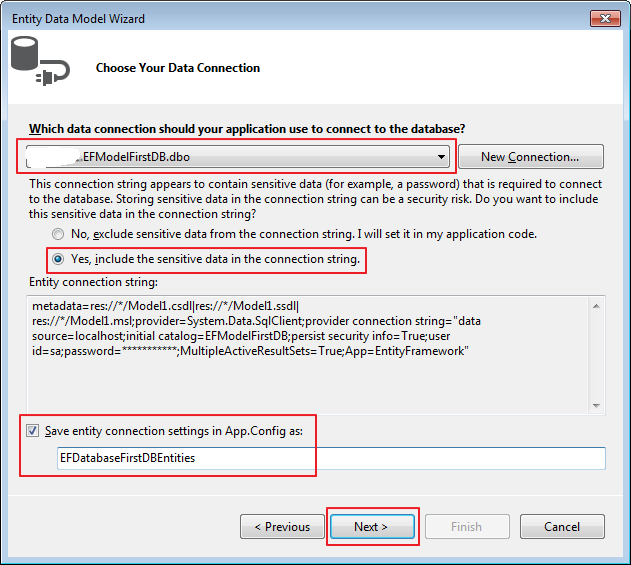 Entity Data Model Wizard
Choose Your Data Connection
Which data connection should your application use to connect to the database?
.EFModelFirstDB.dbo
New Connection...
This connection string appears to contain sensitive data (for example, a password) that is required to connect
to the database. Storing sensitive data in the connection string can be a security risk. Do you want to include
this sensitive data in the connection string?
No, exclude sensitive data from the connection string. I will set it in my application code.
Yes, include the sensitive data in the connection string.
Entity connection string:
metadata=res://*/Model1.csdl|res://*/Model1.ssdl|
res://*/Model1.msl;provider=System.Data.SqlClient;provider connection string="data
source=localhost;initial catalog=EFModelFirstDB;persist security info=True;user
id=sa;password=***********;MultipleActiveResultSets=True;App=EntityFramework"
Save entity connection settings in App.Config as:
EFDatabaseFirstDBEntities
< Previous
Next >
Finish
Cancel